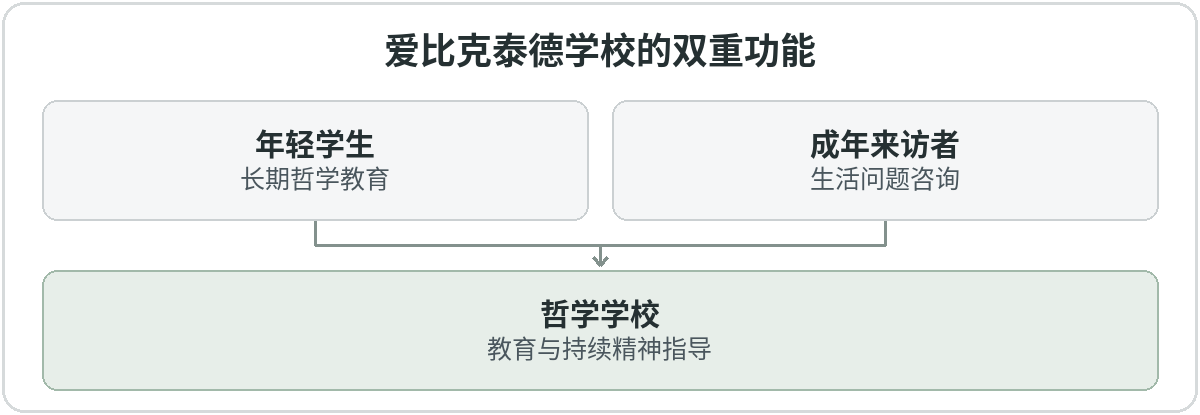 爱比克泰德学校的双重功能
年轻学生
长期哲学教育
成年来访者
生活问题咨询
哲学学校
教育与持续精神指导